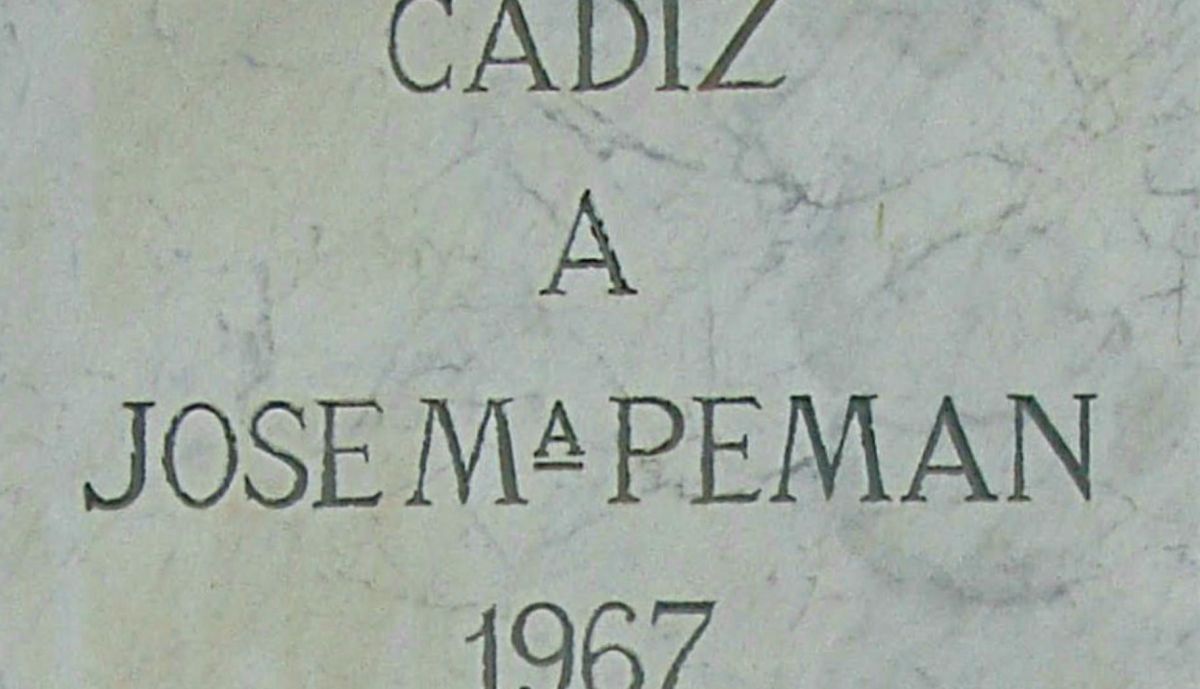 CADIZ
A
JOSE Mª PEMAN
1967